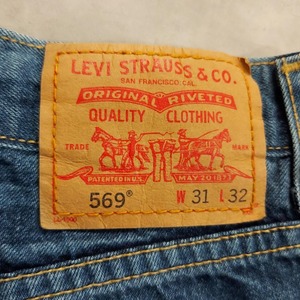 LEVI STRAUSS & CO.
SAN FRANCISCO, CAL.
ORIGINAL RIVETED
QUALITY CLOTHING
TRADE MARK
PATENTED IN U.S. MAY 20 1873
569® W 31 L 32